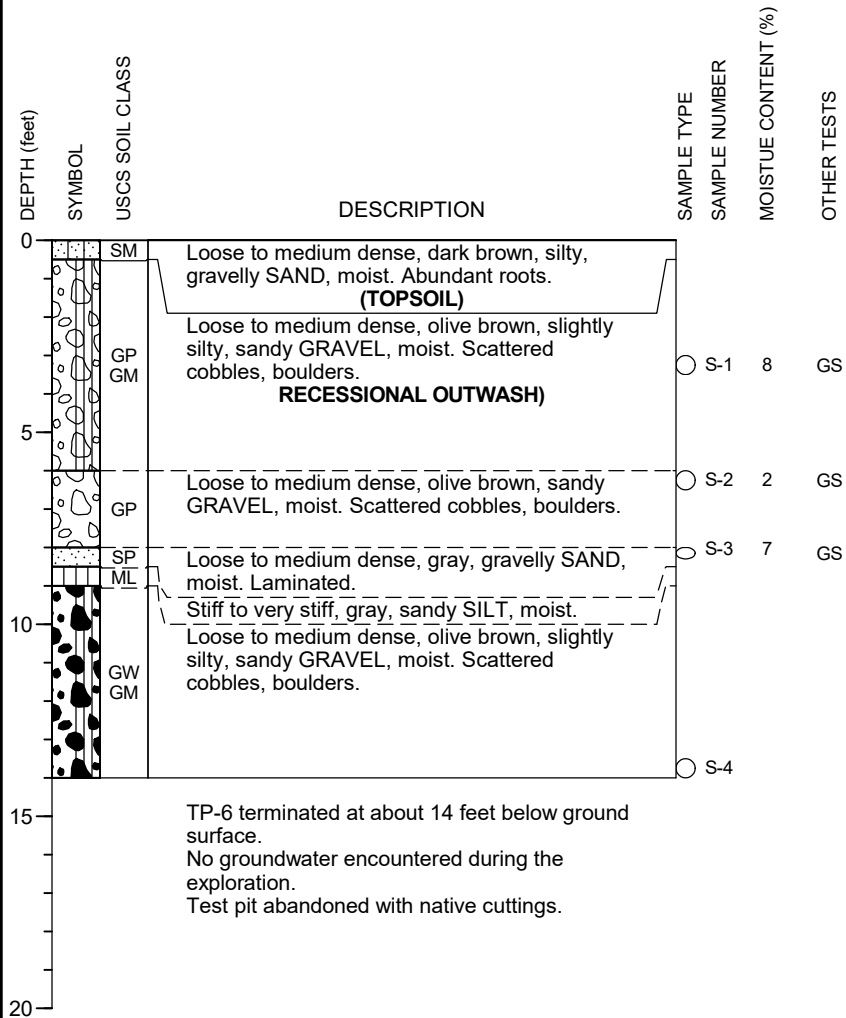 DEPTH (feet)
SYMBOL
USCS SOIL CLASS
DESCRIPTION
SAMPLE TYPE
SAMPLE NUMBER
MOISTUE CONTENT (%)
OTHER TESTS
0
SM
Loose to medium dense, dark brown, silty,
gravelly SAND, moist. Abundant roots.
(TOPSOIL)
GP
GM
Loose to medium dense, olive brown, slightly
silty, sandy GRAVEL, moist. Scattered
cobbles, boulders.
RECESSIONAL OUTWASH)
S-1 8 GS
5
GP
Loose to medium dense, olive brown, sandy
GRAVEL, moist. Scattered cobbles, boulders.
S-2 2 GS
SP
Loose to medium dense, gray, gravelly SAND,
moist. Laminated.
S-3 7 GS
ML
Stiff to very stiff, gray, sandy SILT, moist.
10
GW
GM
Loose to medium dense, olive brown, slightly
silty, sandy GRAVEL, moist. Scattered
cobbles, boulders.
S-4
15
TP-6 terminated at about 14 feet below ground
surface.
No groundwater encountered during the
exploration.
Test pit abandoned with native cuttings.
20